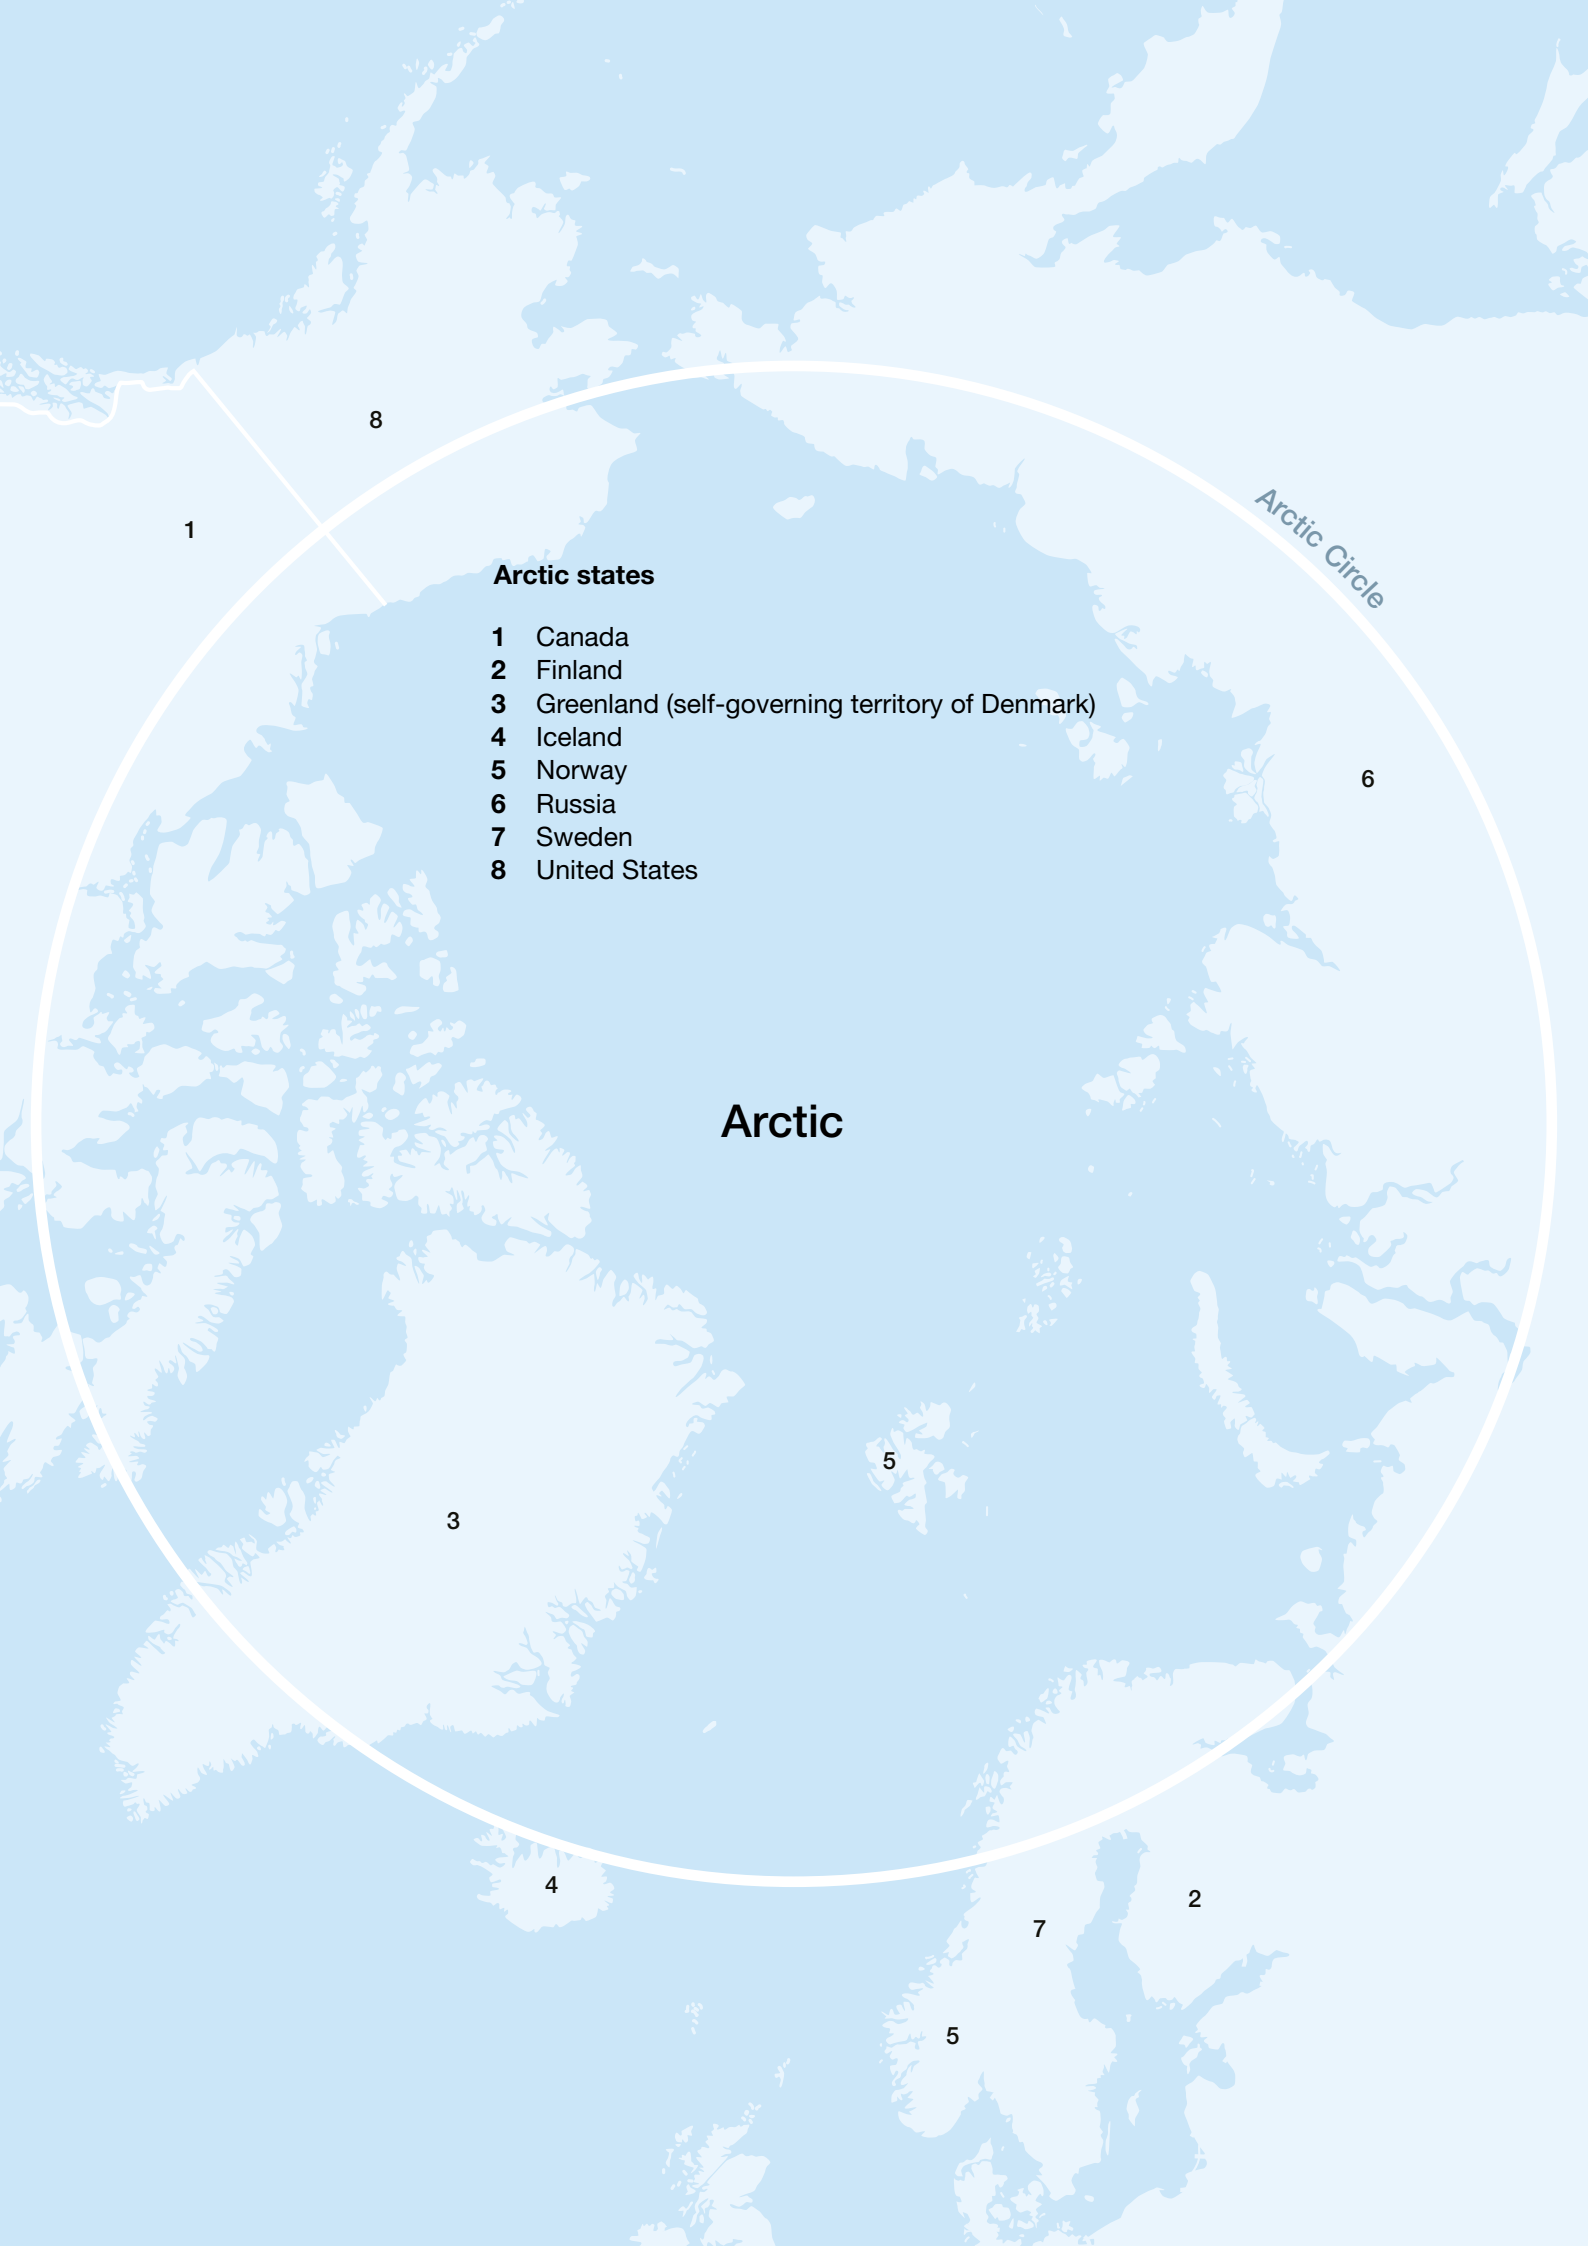 8
1
Arctic Circle
Arctic states
1 Canada
2 Finland
3 Greenland (self-governing territory of Denmark)
4 Iceland
5 Norway
6 Russia
7 Sweden
8 United States
6
Arctic
5
3
4
2
7
5